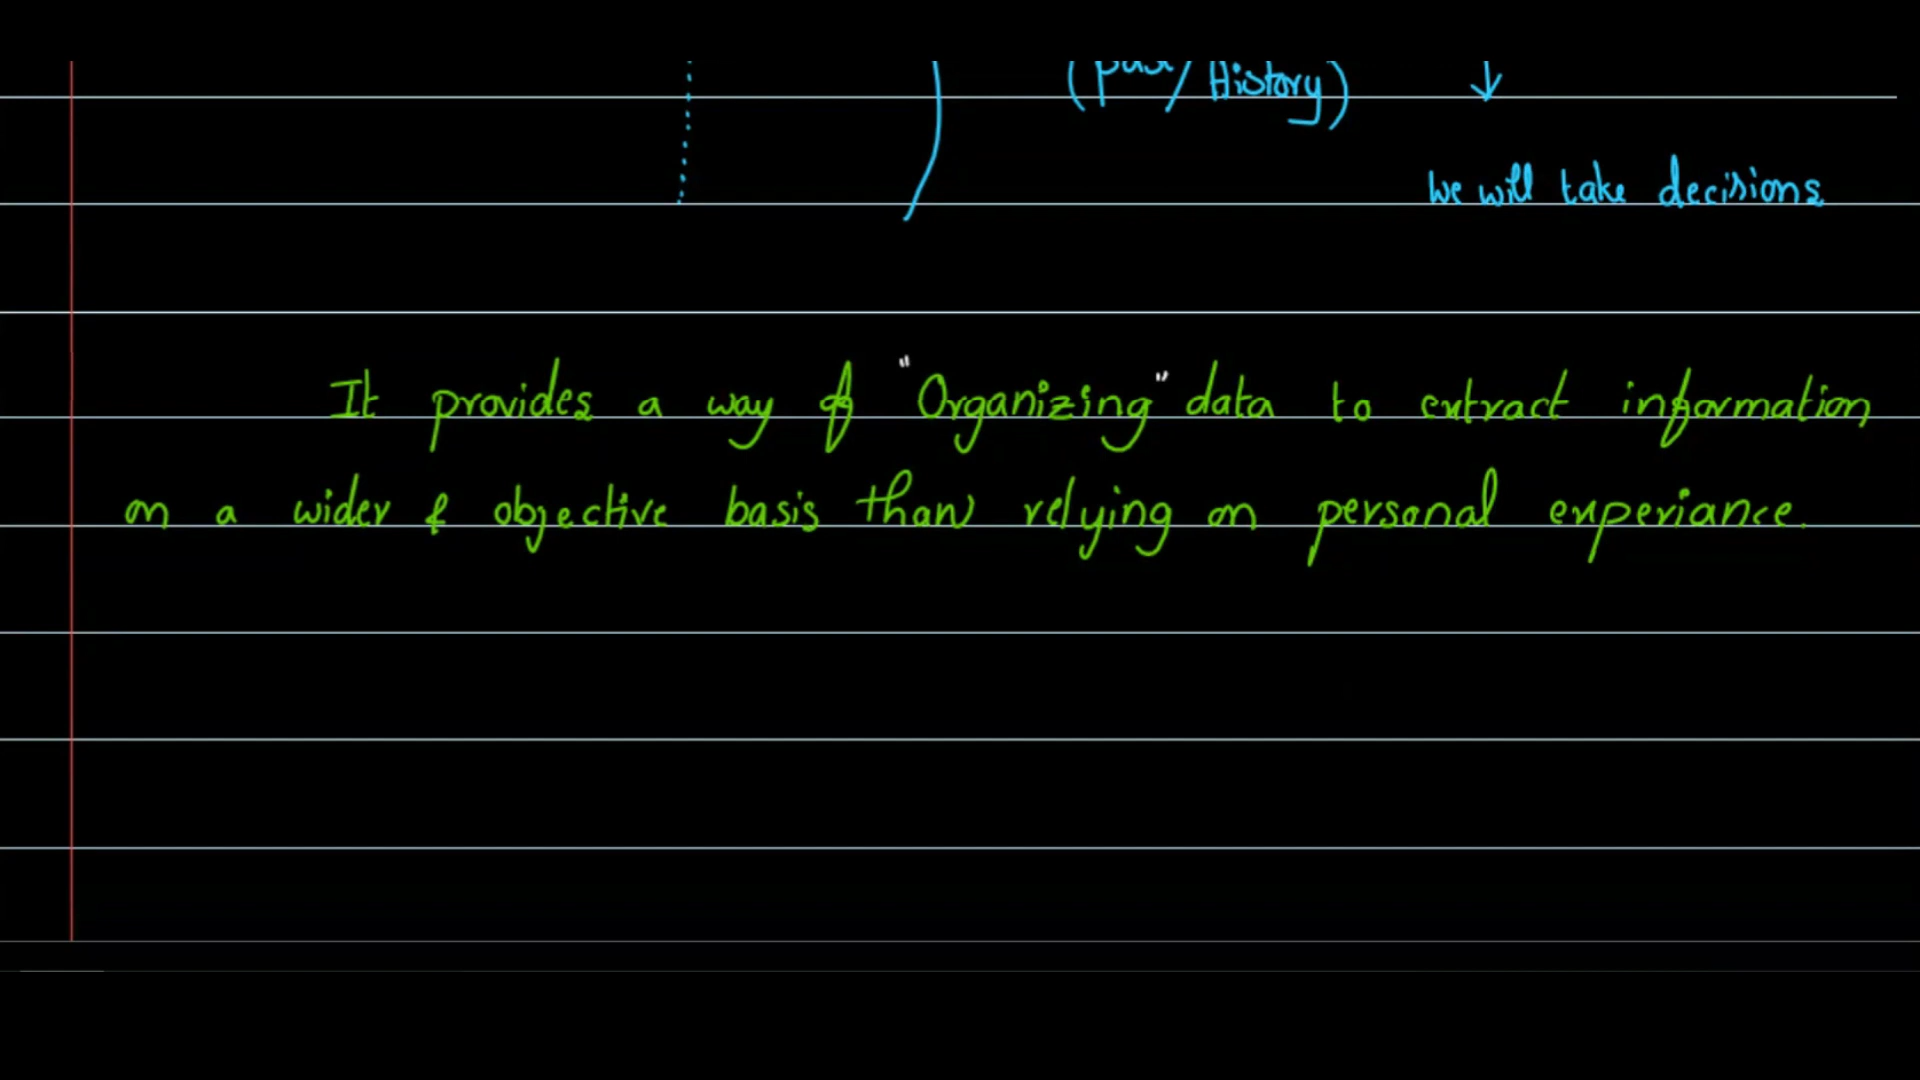 (past/History) ↓
We will take decisions
It provides a way of "Organizing" data to extract information
on a wider & objective basis than relying on personal experiance.